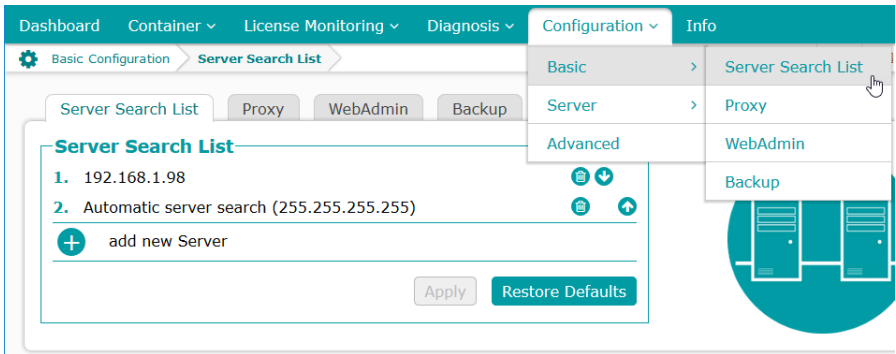 Dashboard Container License Monitoring Diagnosis Configuration Info
Basic Configuration Server Search List
Basic
Server
Advanced
Server Search List
Proxy
WebAdmin
Backup
Server Search List Proxy WebAdmin Backup
Server Search List
1. 192.168.1.98
2. Automatic server search (255.255.255.255)
add new Server
Apply Restore Defaults